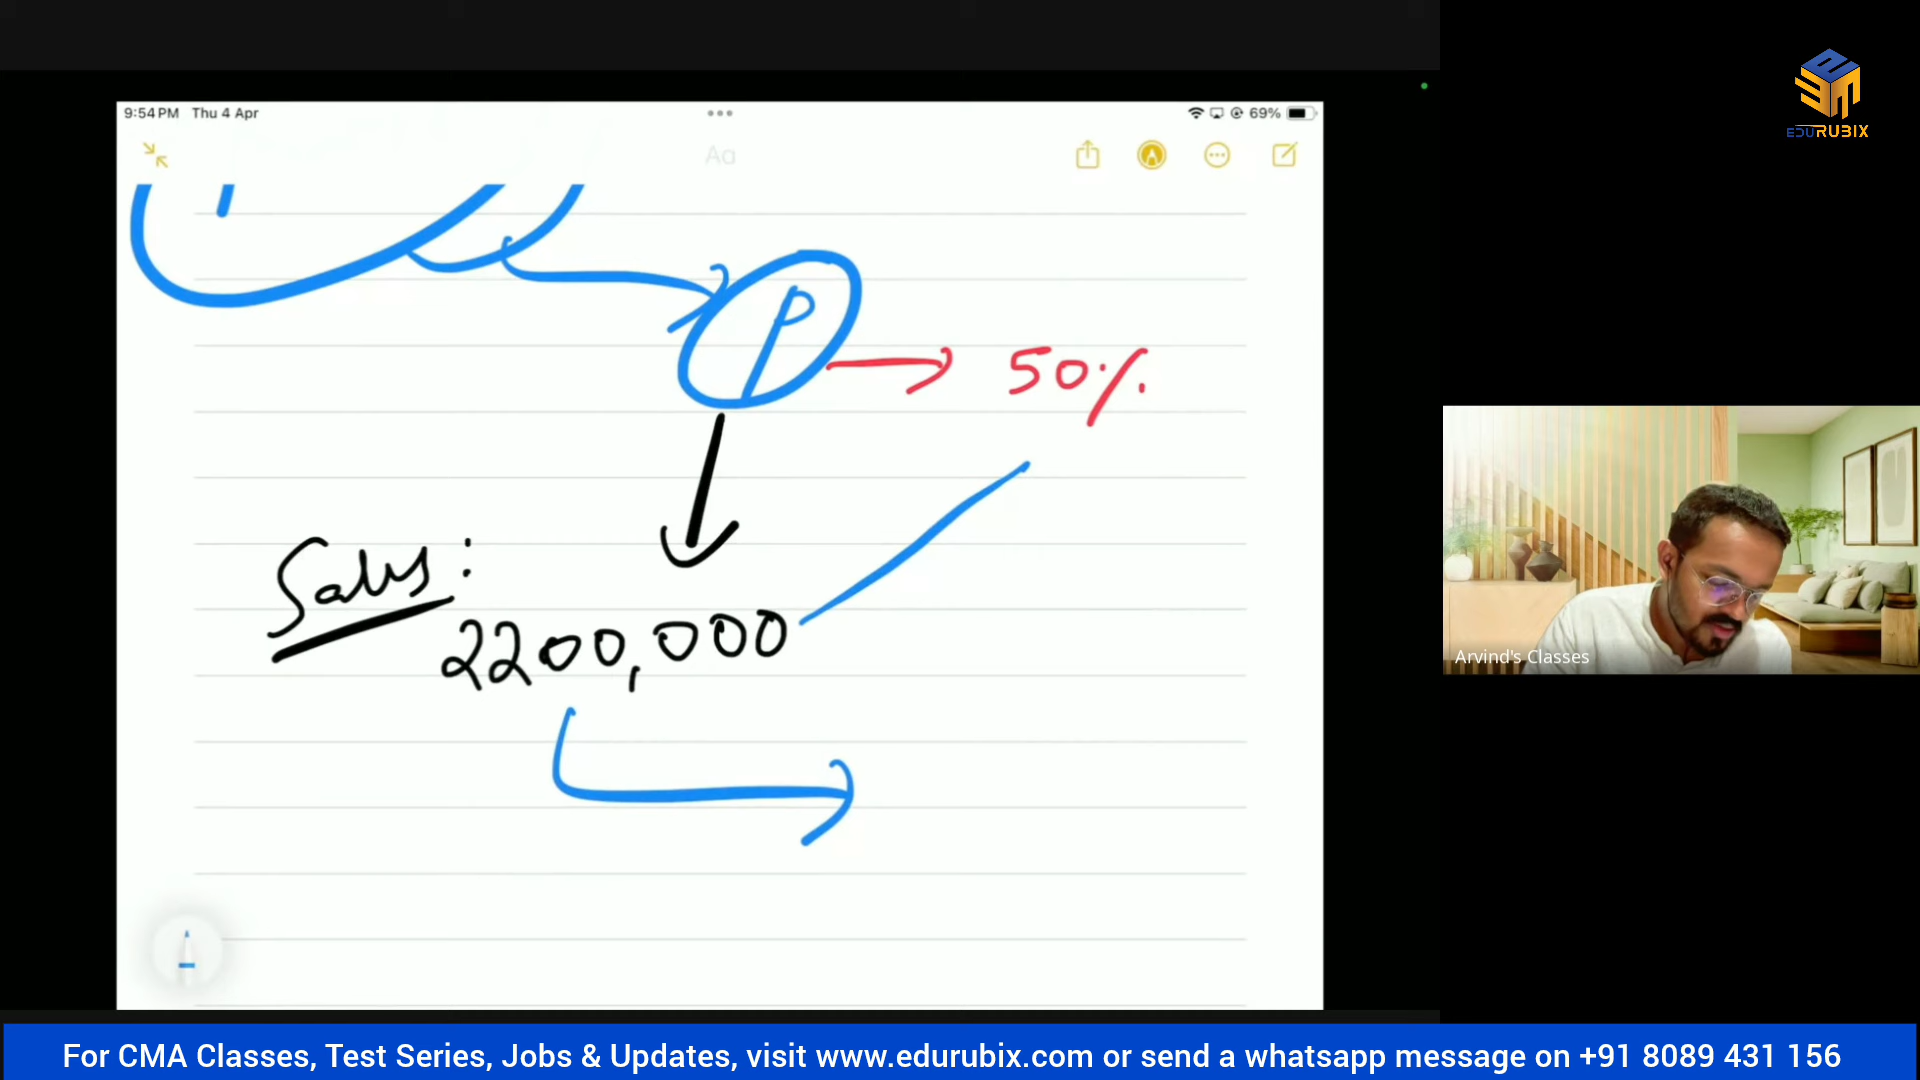 9:54 PM Thu 4 Apr
69%
Aa
EDURUBIX
P
50%
Sales:
2200,000
Arvind's Classes
For CMA Classes, Test Series, Jobs & Updates, visit www.edurubix.com or send a whatsapp message on +91 8089 431 156